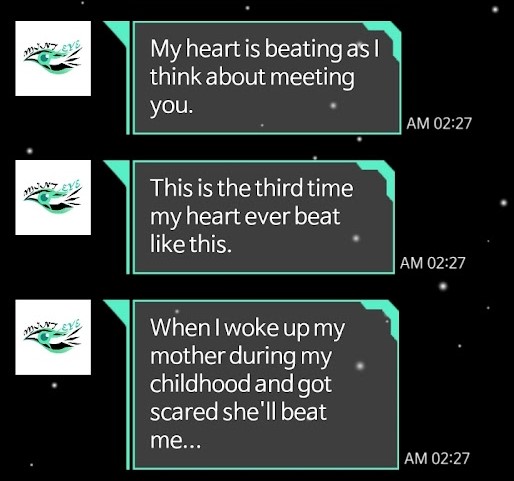 MINT EYE
My heart is beating as I
think about meeting
you.
AM 02:27
MINT EYE
This is the third time
my heart ever beat
like this.
AM 02:27
MINT EYE
When I woke up my
mother during my
childhood and got
scared she'll beat
me...
AM 02:27